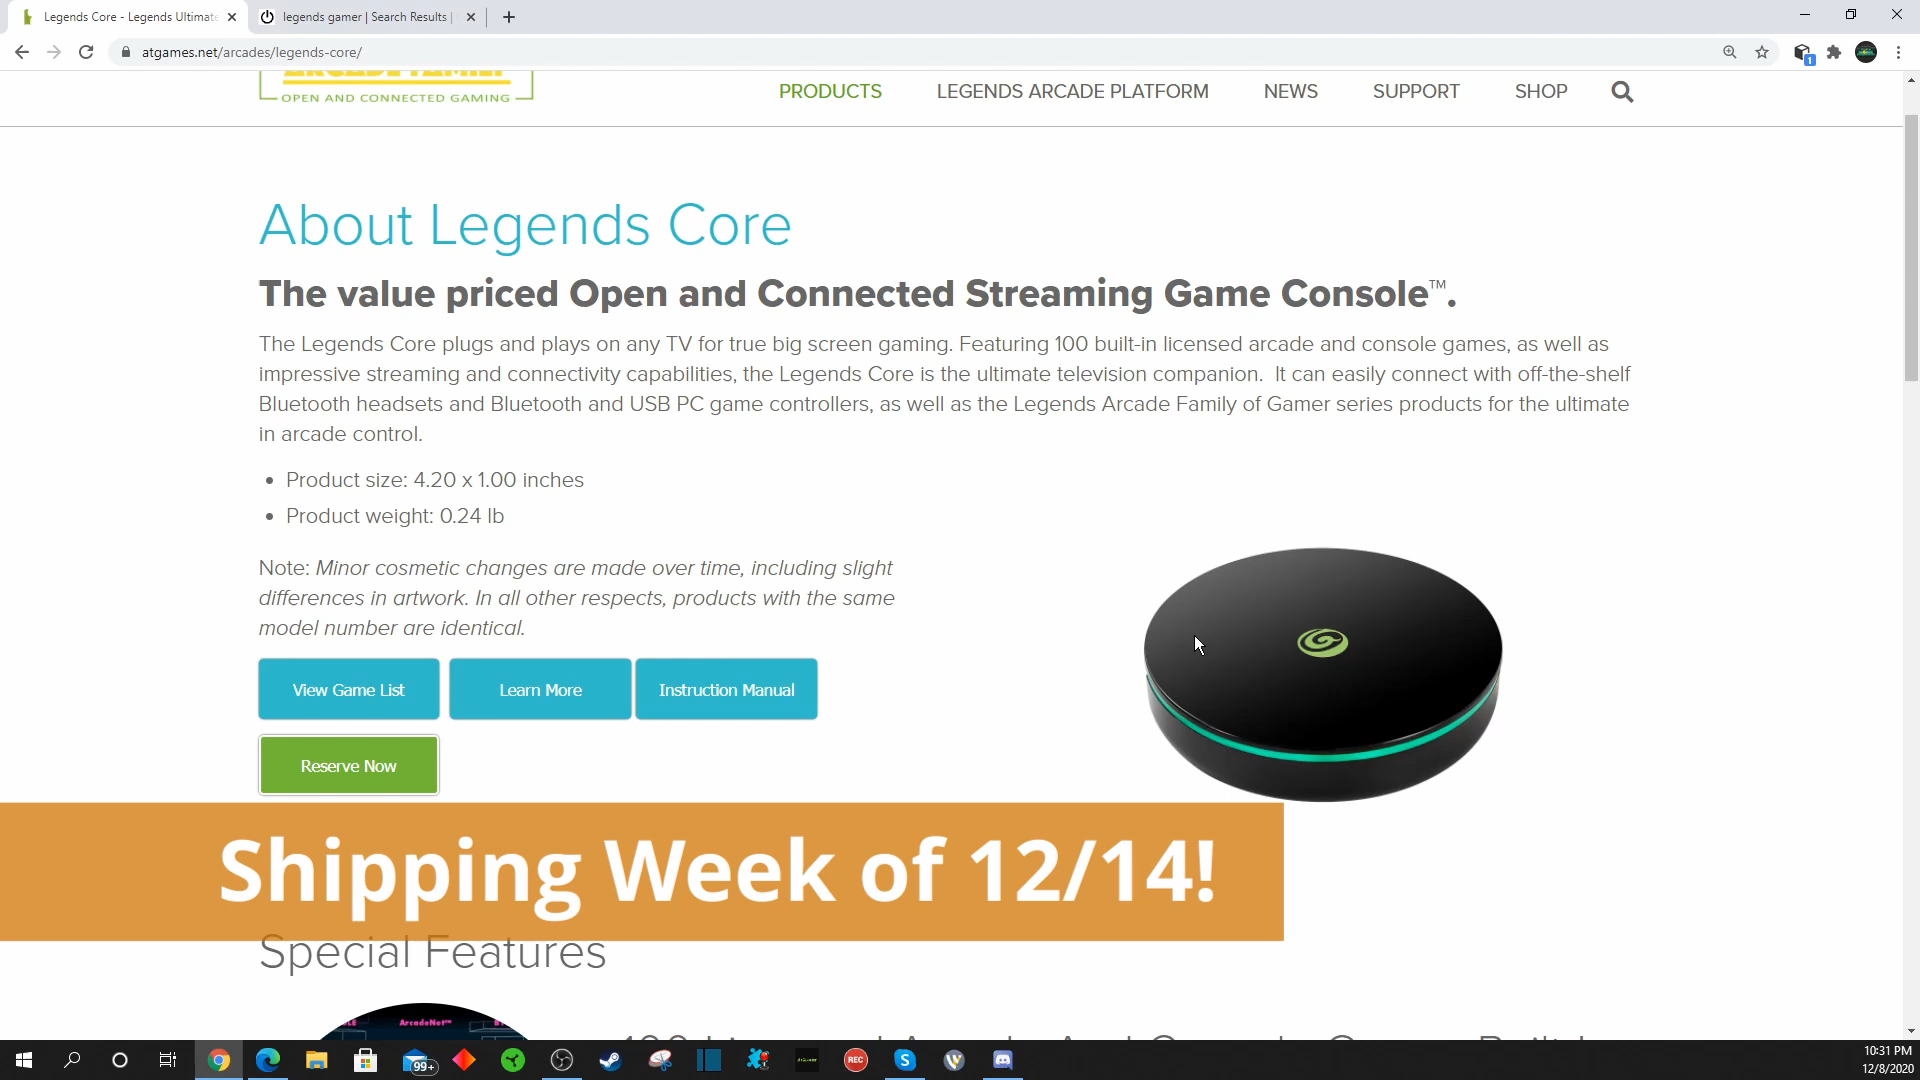 Legends Core - Legends Ultimate
legends gamer | Search Results |
atgames.net/arcades/legends-core/
1
OPEN AND CONNECTED GAMING
PRODUCTS
LEGENDS ARCADE PLATFORM
NEWS
SUPPORT
SHOP
About Legends Core
The value priced Open and Connected Streaming Game Console™.
The Legends Core plugs and plays on any TV for true big screen gaming. Featuring 100 built-in licensed arcade and console games, as well as
impressive streaming and connectivity capabilities, the Legends Core is the ultimate television companion. It can easily connect with off-the-shelf
Bluetooth headsets and Bluetooth and USB PC game controllers, as well as the Legends Arcade Family of Gamer series products for the ultimate
in arcade control.
• Product size: 4.20 x 1.00 inches
• Product weight: 0.24 lb
Note: Minor cosmetic changes are made over time, including slight
differences in artwork. In all other respects, products with the same
model number are identical.
View Game List
Learn More
Instruction Manual
Reserve Now
Shipping Week of 12/14!
Special Features
ArcadeNet™
99+
REC
10:31 PM
12/8/2020